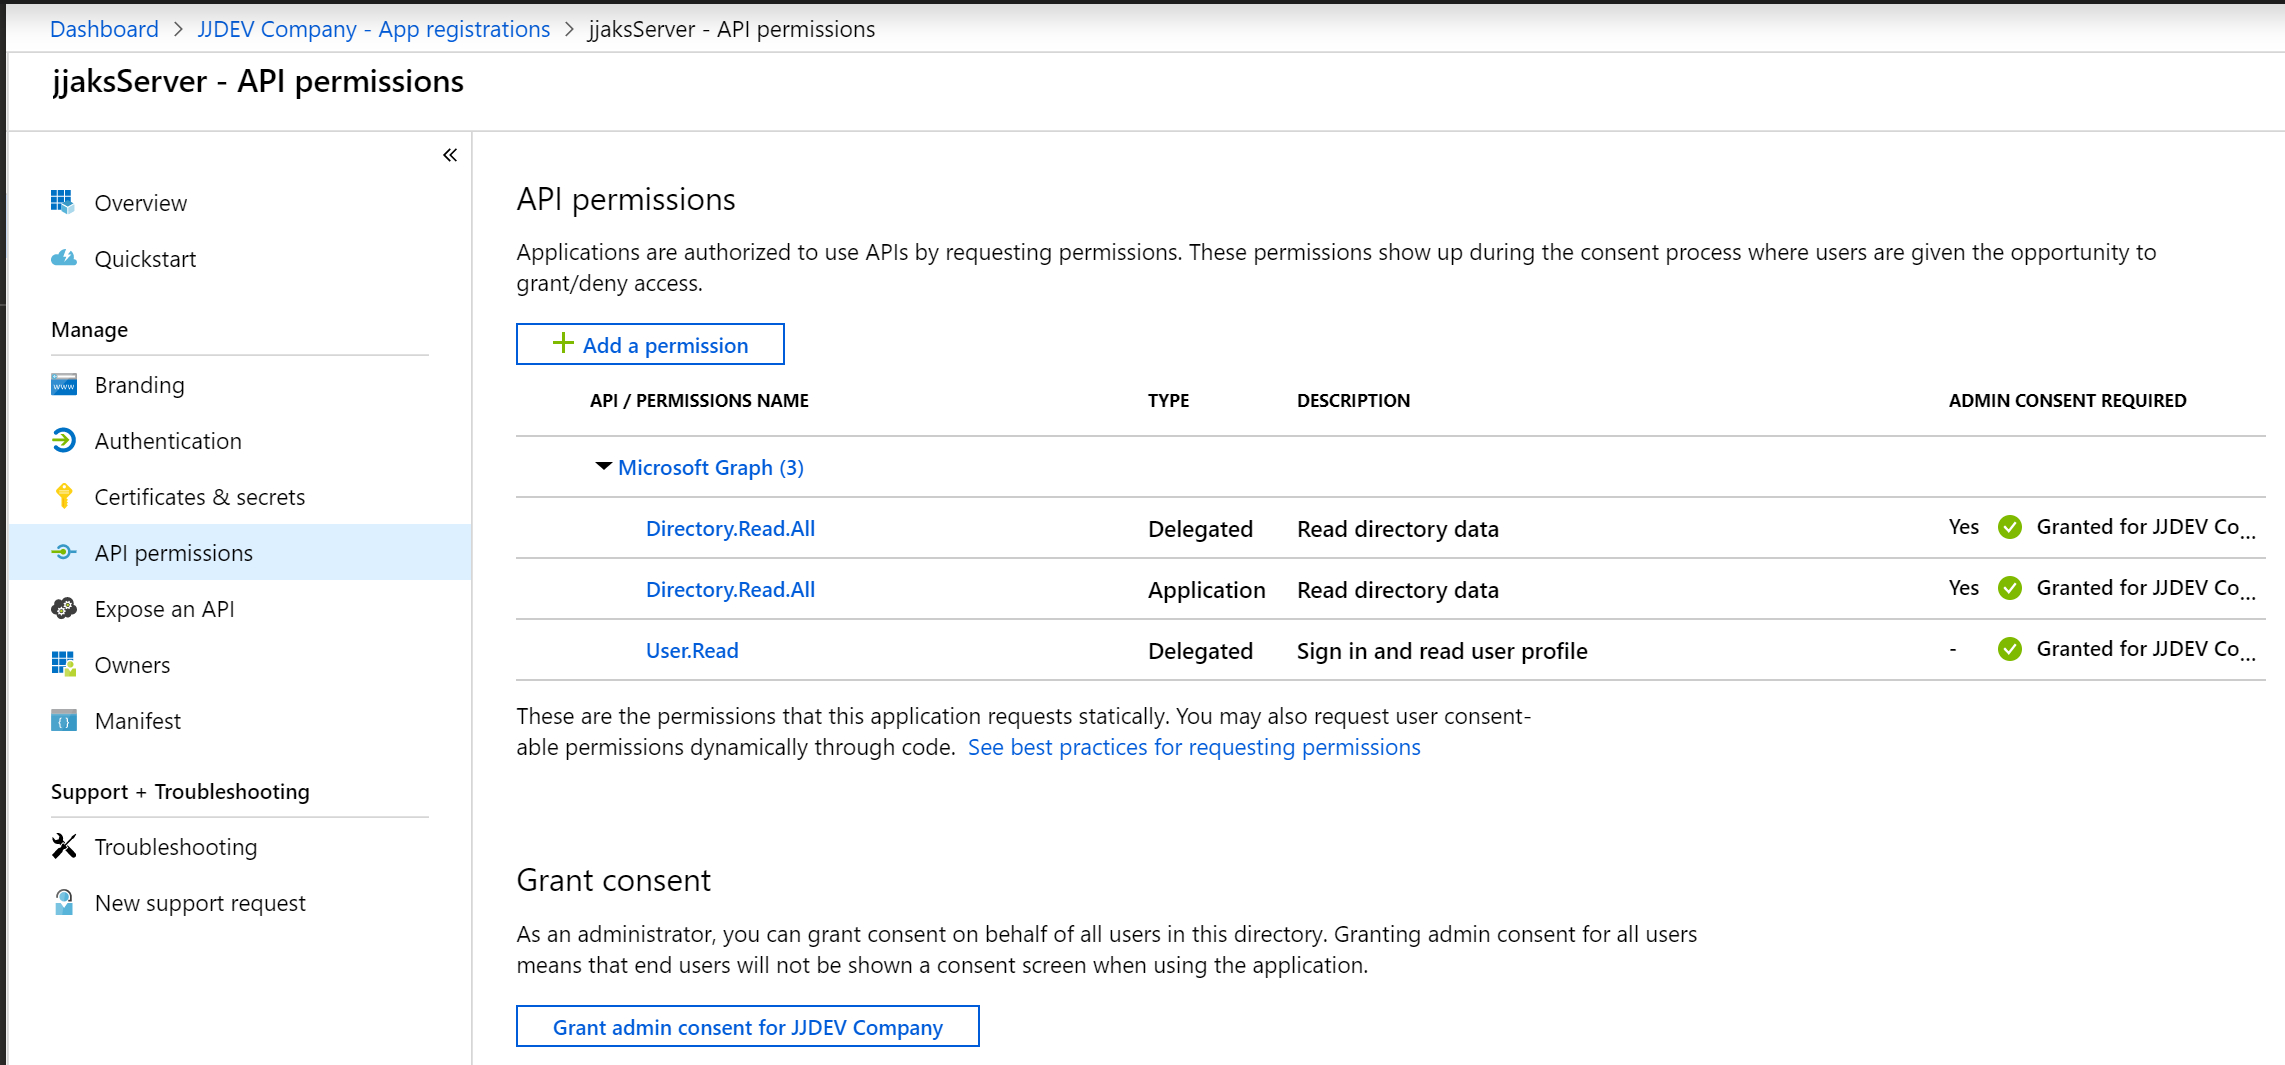 Dashboard > JJDEV Company - App registrations > jjaksServer - API permissions
jjaksServer - API permissions
«
Overview
Quickstart
Manage
Branding
www
Authentication
Certificates & secrets
API permissions
Expose an API
Owners
Manifest
Support + Troubleshooting
Troubleshooting
New support request
API permissions
Applications are authorized to use APIs by requesting permissions. These permissions show up during the consent process where users are given the opportunity to
grant/deny access.
+ Add a permission
API / PERMISSIONS NAME TYPE DESCRIPTION ADMIN CONSENT REQUIRED
Microsoft Graph (3)
Directory.Read.All Delegated Read directory data Yes Granted for JJDEV Co...
Directory.Read.All Application Read directory data Yes Granted for JJDEV Co...
User.Read Delegated Sign in and read user profile - Granted for JJDEV Co...
These are the permissions that this application requests statically. You may also request user consent-
able permissions dynamically through code. See best practices for requesting permissions
Grant consent
As an administrator, you can grant consent on behalf of all users in this directory. Granting admin consent for all users
means that end users will not be shown a consent screen when using the application.
Grant admin consent for JJDEV Company